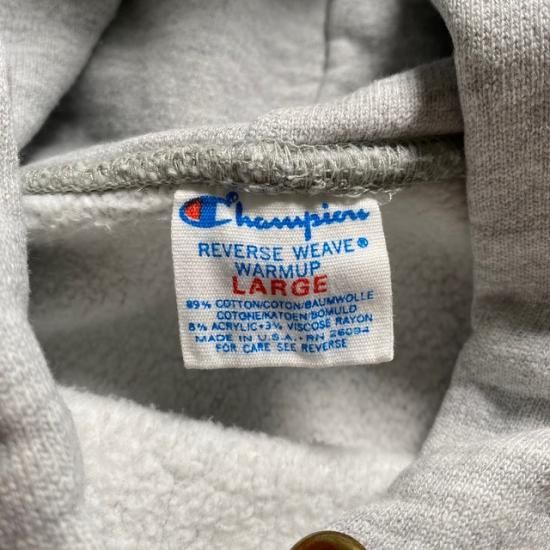 Champion
REVERSE WEAVE®
WARMUP
LARGE
89% COTTON/COTON/BAUMWOLLE
COTONE/KATOEN/BOMULD
8% ACRYLIC·3% VISCOSE RAYON
MADE IN U.S.A.·RN 26094
FOR CARE SEE REVERSE